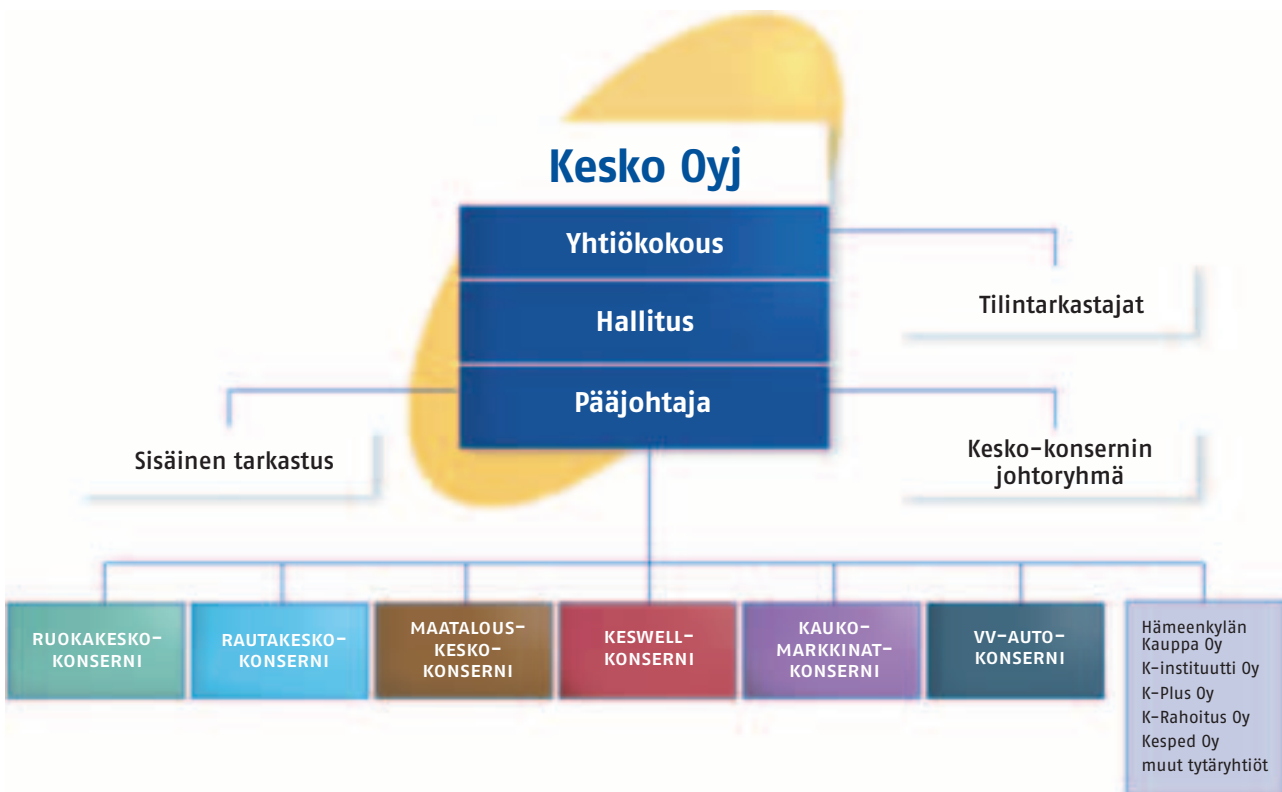 Kesko Oyj
Yhtiökokous
Hallitus
Pääjohtaja
Tilintarkastajat
Sisäinen tarkastus
Kesko-konsernin
johtoryhmä
RUOKAKESKO-
KONSERNI
RAUTAKESKO-
KONSERNI
MAATALOUS-
KESKO-
KONSERNI
KESWELL-
KONSERNI
KAUKO-
MARKKINAT-
KONSERNI
VV-AUTO-
KONSERNI
Hämeenkylän
Kauppa Oy
K-instituutti Oy
K-Plus Oy
K-Rahoitus Oy
Kesped Oy
muut tytäryhtiöt